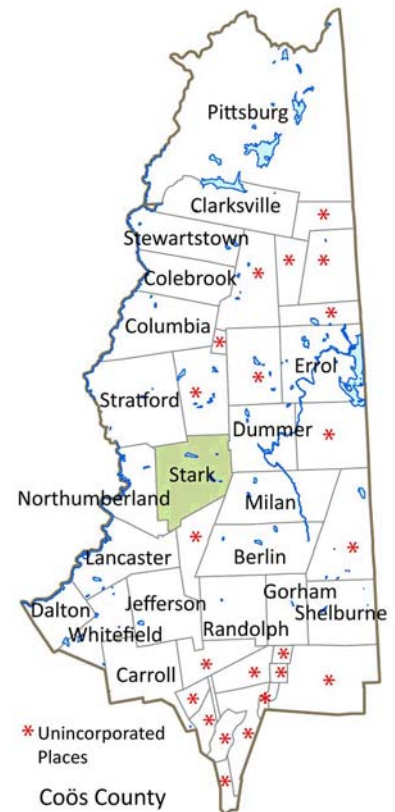 Pittsburg
Clarksville
Stewartstown
Colebrook
Columbia
Errol
Stratford
Dummer
Stark
Northumberland
Milan
Lancaster
Berlin
Gorham
Dalton
Jefferson
Shelburne
Whitefield
Randolph
Carroll
* Unincorporated
Places
Coös County